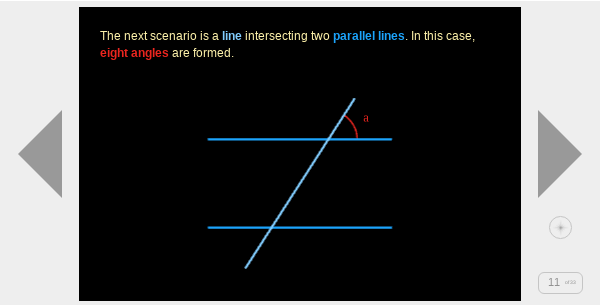 The next scenario is a line intersecting two parallel lines. In this case,
eight angles are formed.
a
11